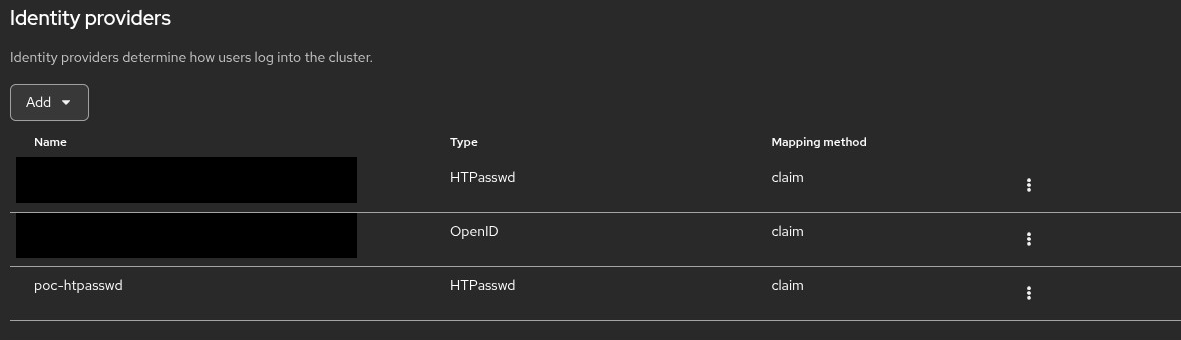 Identity providers
Identity providers determine how users log into the cluster.
Add
Name Type Mapping method
HTPasswd claim
OpenID claim
poc-htpasswd HTPasswd claim